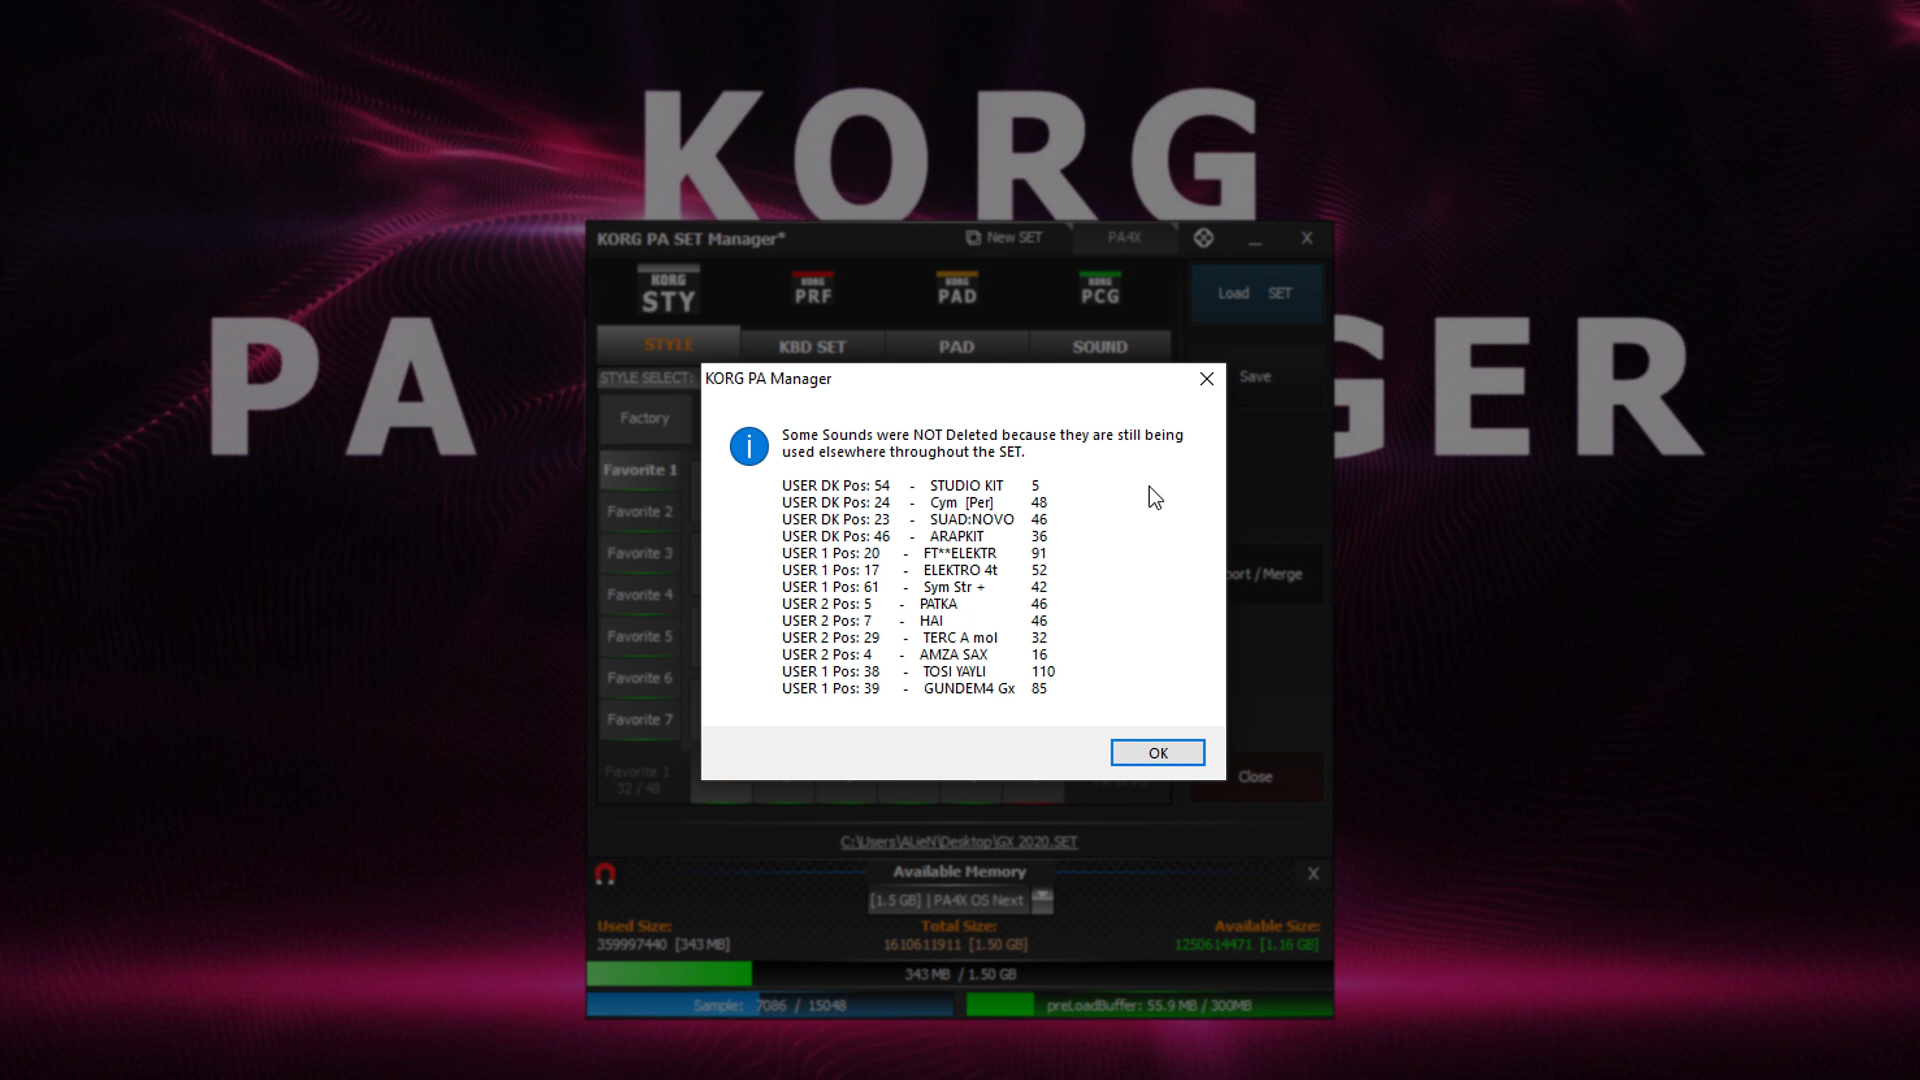 KORG
PA GER
KORG PA SET Manager*
New SET
PA4X
X
KORG STY
KORG PRF
KORG PAD
KORG PCG
Load SET
STYLE
KBD SET
PAD
SOUND
STYLE SELECT:
Save
Factory
Favorite 1
Favorite 2
Favorite 3
Favorite 4
Favorite 5
Favorite 6
Favorite 7
Favorite 1
32 / 48
KORG PA Manager
Some Sounds were NOT Deleted because they are still being
used elsewhere throughout the SET.
USER DK Pos: 54 - STUDIO KIT 5
USER DK Pos: 24 - Cym [Per] 48
USER DK Pos: 23 - SUAD:NOVO 46
USER DK Pos: 46 - ARAPKIT 36
USER 1 Pos: 20 - FT**ELEKTR 91
USER 1 Pos: 17 - ELEKTRO 4t 52
USER 1 Pos: 61 - Sym Str + 42
USER 2 Pos: 5 - PATKA 46
USER 2 Pos: 7 - HAI 46
USER 2 Pos: 29 - TERC A mol 32
USER 2 Pos: 4 - AMZA SAX 16
USER 1 Pos: 38 - TOSI YAYLI 110
USER 1 Pos: 39 - GUNDEM4 Gx 85
OK
port / Merge
Close
C:\Users\ALieN\Desktop\GX 2020.SET
Available Memory
X
[1.5 GB] | PA4X OS Next
Used Size:
359997440 [343 MB]
Total Size:
1610611911 [1.50 GB]
Available Size:
1250614471 [1.16 GB]
343 MB / 1.50 GB
Sample: 7086 / 15048
preLoadBuffer: 55.9 MB / 300MB